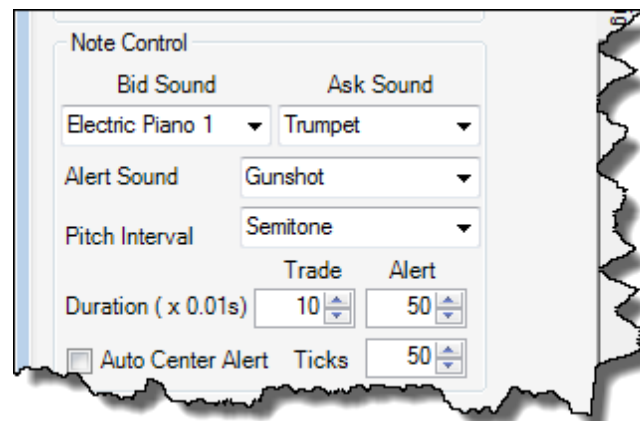 Note Control
Bid Sound Ask Sound
Electric Piano 1 Trumpet
Alert Sound Gunshot
Pitch Interval Semitone
Trade Alert
Duration ( x 0.01s) 10 50
Auto Center Alert Ticks 50